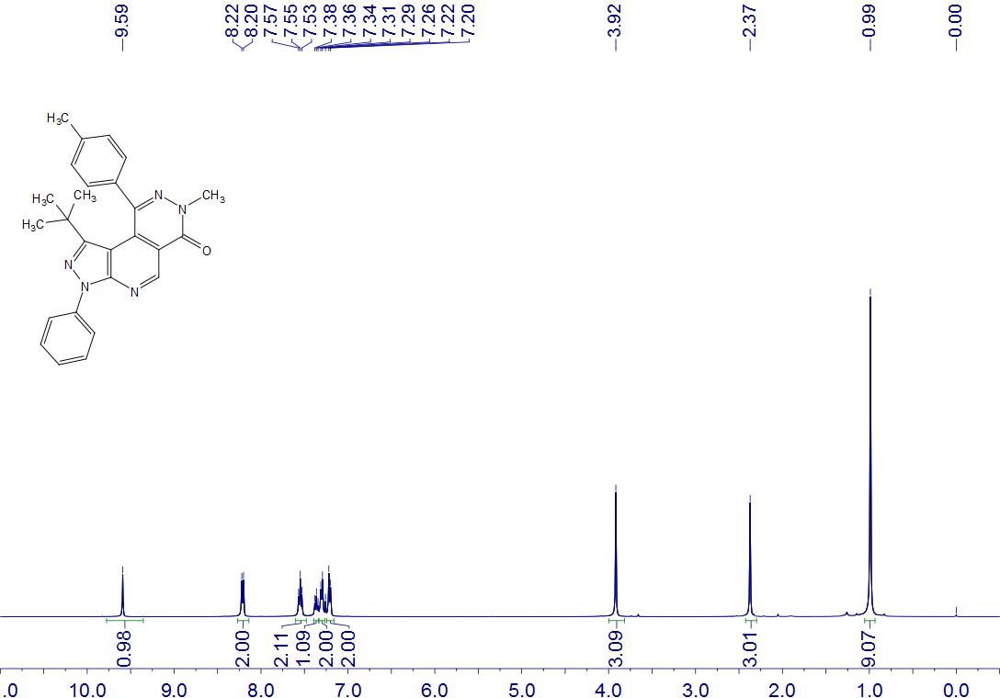 9.59
8.22
8.20
7.57
7.55
7.53
7.38
7.36
7.34
7.31
7.29
7.26
7.22
7.20
3.92
2.37
0.99
0.00
H₃C
H₃C
CH₃
H₃C
N
N
CH₃
O
N
N
N
0.98
2.00
2.11
1.09
2.00
2.00
3.09
3.01
9.07
.0 10.0 9.0 8.0 7.0 6.0 5.0 4.0 3.0 2.0 1.0 0.0